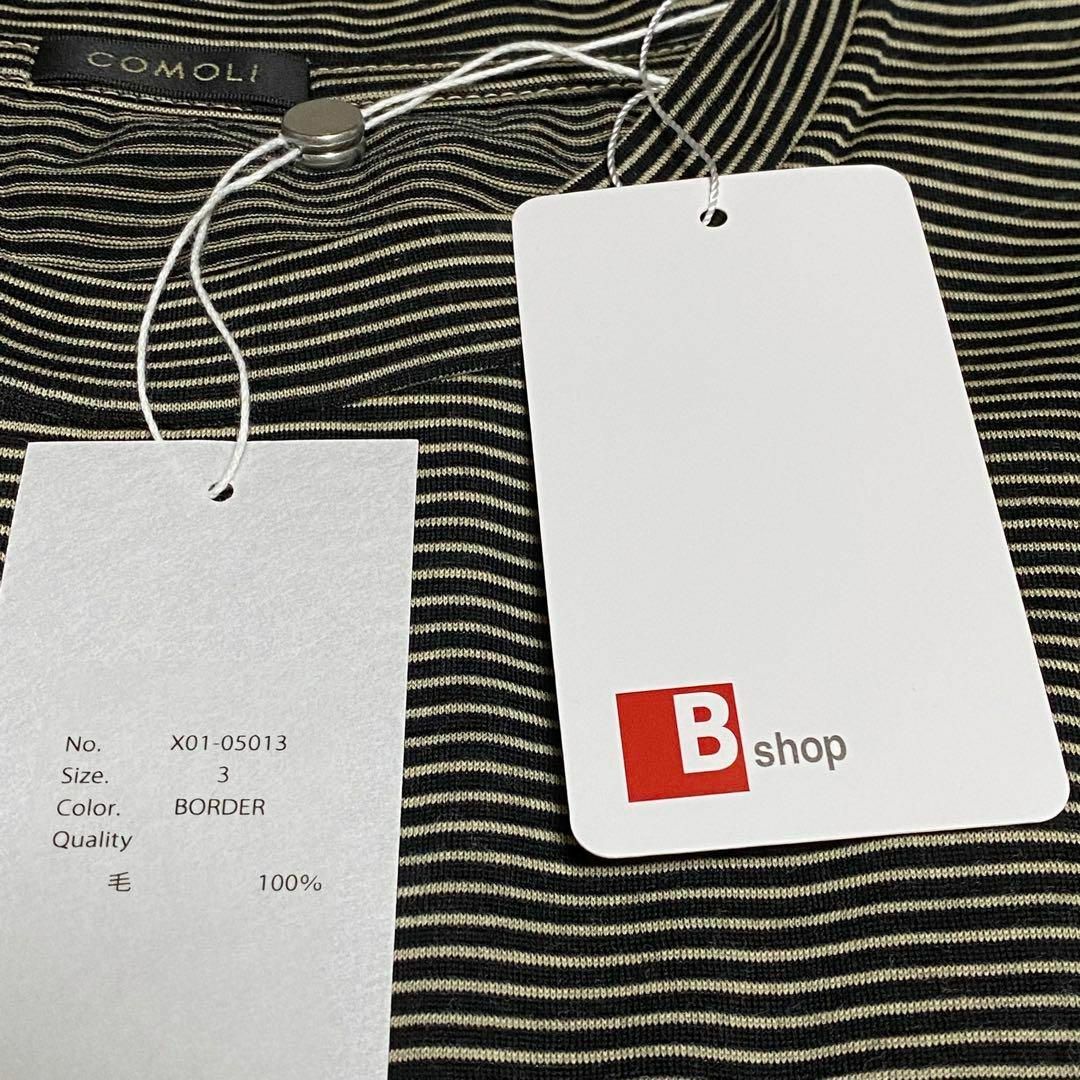 COMOLI
No. X01-05013
Size. 3
Color. BORDER
Quality
毛 100%
B shop